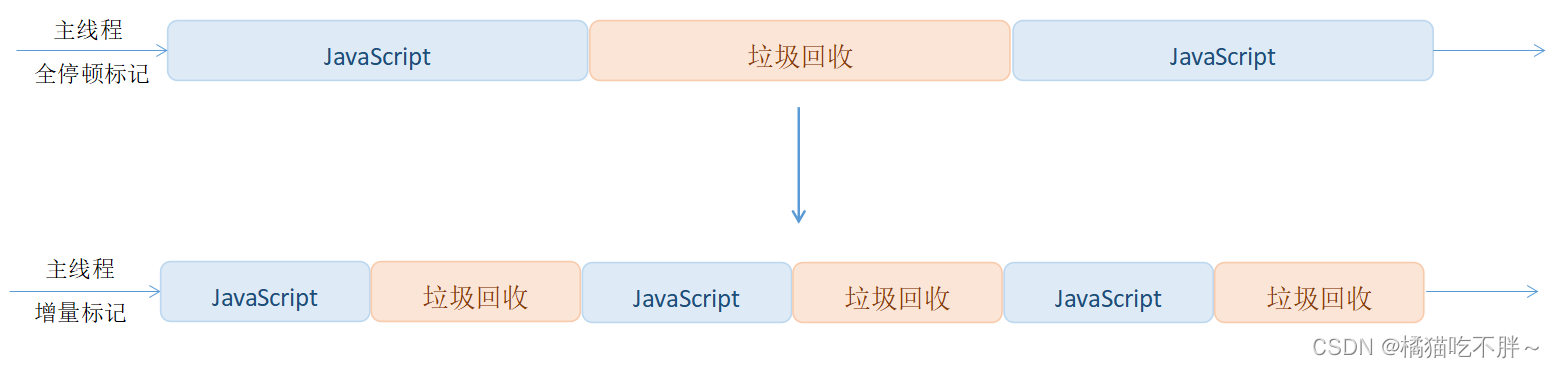 主线程
全停顿标记
JavaScript
垃圾回收
JavaScript
主线程
增量标记
JavaScript
垃圾回收
JavaScript
垃圾回收
JavaScript
垃圾回收
CSDN @橘猫吃不胖～